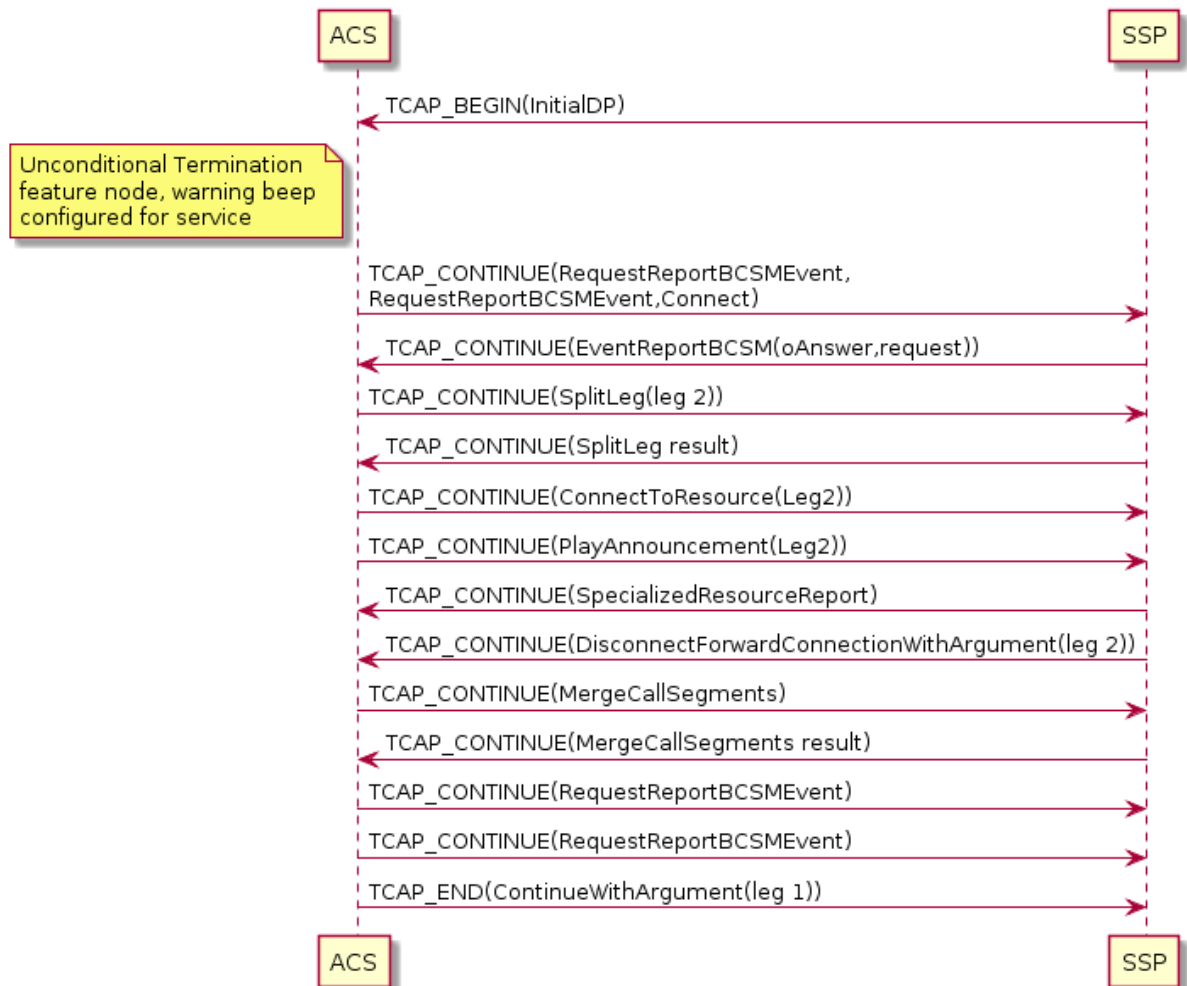 ACS
SSP
TCAP_BEGIN(InitialDP)
Unconditional Termination
feature node, warning beep
configured for service
TCAP_CONTINUE(RequestReportBCSMEvent,
RequestReportBCSMEvent,Connect)
TCAP_CONTINUE(EventReportBCSM(oAnswer,request))
TCAP_CONTINUE(SplitLeg(leg 2))
TCAP_CONTINUE(SplitLeg result)
TCAP_CONTINUE(ConnectToResource(Leg2))
TCAP_CONTINUE(PlayAnnouncement(Leg2))
TCAP_CONTINUE(SpecializedResourceReport)
TCAP_CONTINUE(DisconnectForwardConnectionWithArgument(leg 2))
TCAP_CONTINUE(MergeCallSegments)
TCAP_CONTINUE(MergeCallSegments result)
TCAP_CONTINUE(RequestReportBCSMEvent)
TCAP_CONTINUE(RequestReportBCSMEvent)
TCAP_END(ContinueWithArgument(leg 1))
ACS
SSP